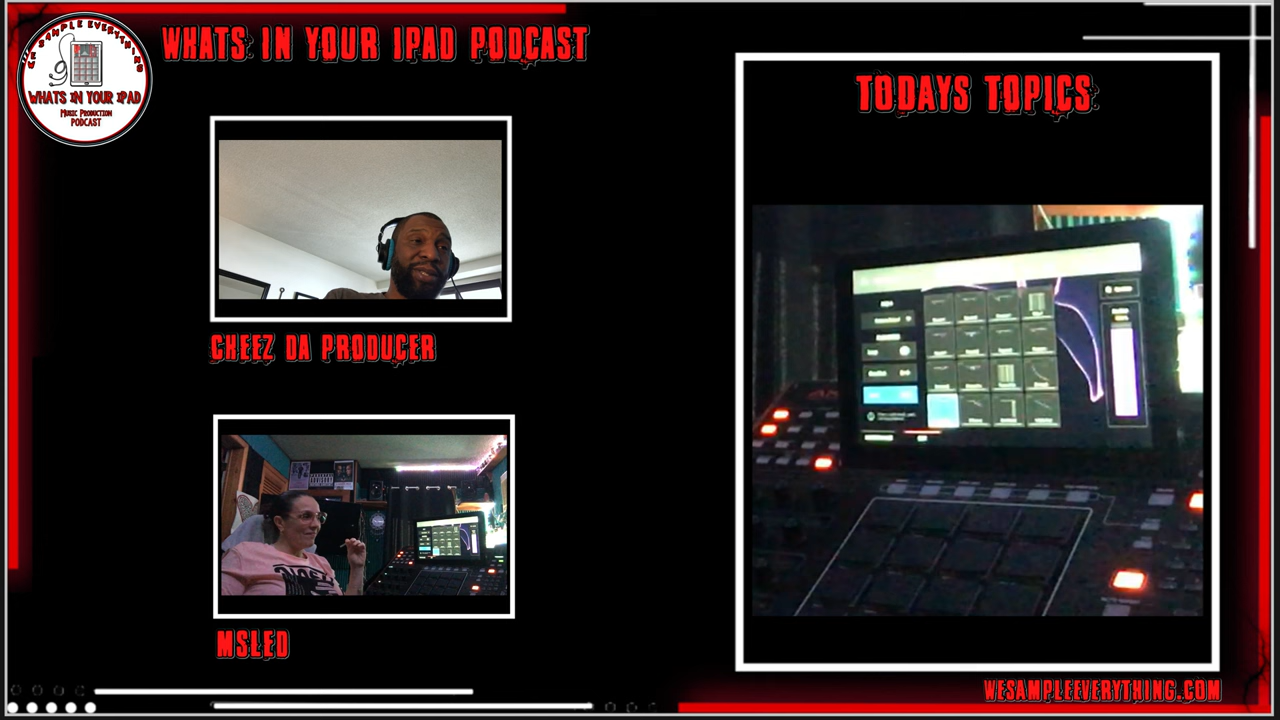 WE SAMPLE EVERYTHING
WHATS IN YOUR IPAD
MUSIC PRODUCTION
PODCAST
WHATS IN YOUR IPAD PODCAST
TODAYS TOPICS
CHEEZ DA PRODUCER
MSLED
WESAMPLEEVERYTHING.COM